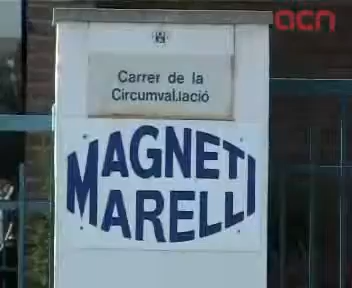 acn
Carrer de la
Circumval.lació
MAGNETI
MARELLI